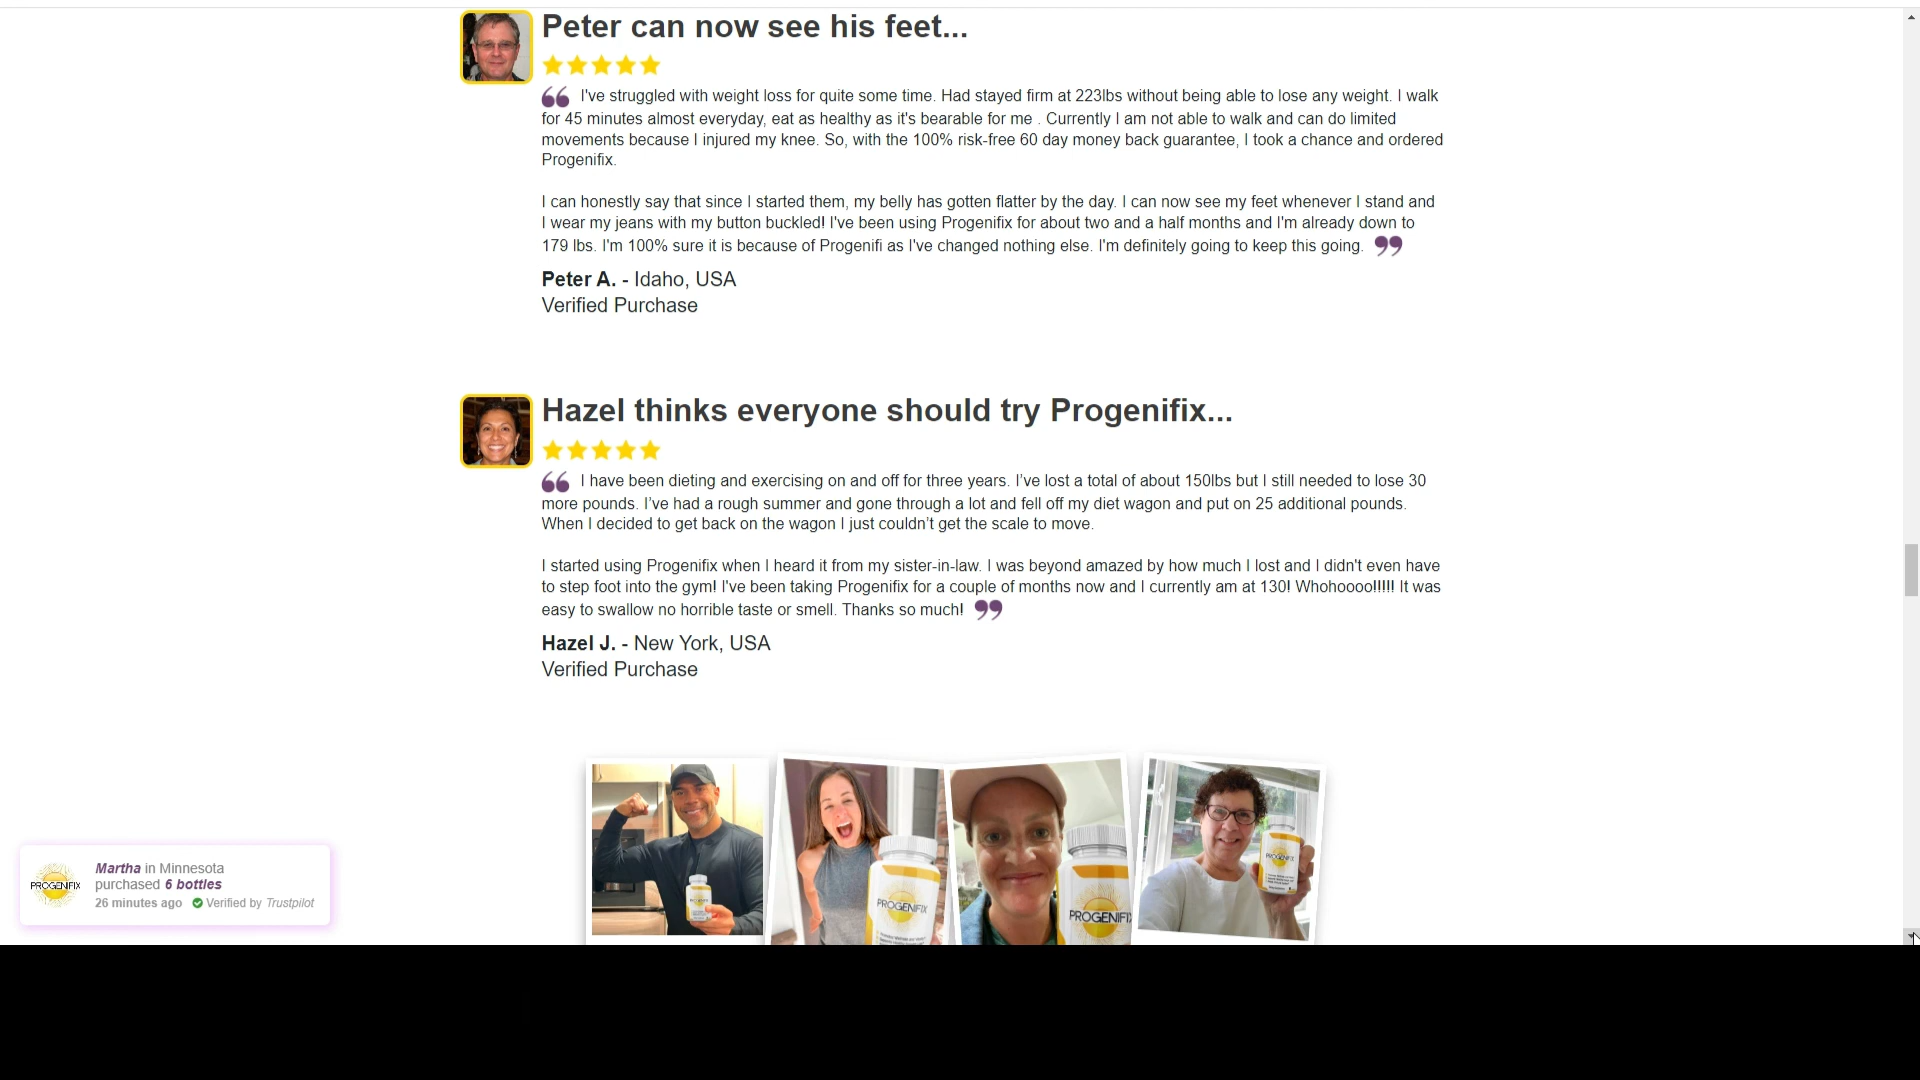 Peter can now see his feet...
I've struggled with weight loss for quite some time. Had stayed firm at 223lbs without being able to lose any weight. I walk
for 45 minutes almost everyday, eat as healthy as it's bearable for me . Currently I am not able to walk and can do limited
movements because I injured my knee. So, with the 100% risk-free 60 day money back guarantee, I took a chance and ordered
Progenifix.
I can honestly say that since I started them, my belly has gotten flatter by the day. I can now see my feet whenever I stand and
I wear my jeans with my button buckled! I've been using Progenifix for about two and a half months and I'm already down to
179 lbs. I'm 100% sure it is because of Progenifi as I've changed nothing else. I'm definitely going to keep this going.
Peter A. - Idaho, USA
Verified Purchase
Hazel thinks everyone should try Progenifix...
I have been dieting and exercising on and off for three years. I’ve lost a total of about 150lbs but I still needed to lose 30
more pounds. I’ve had a rough summer and gone through a lot and fell off my diet wagon and put on 25 additional pounds.
When I decided to get back on the wagon I just couldn’t get the scale to move.
I started using Progenifix when I heard it from my sister-in-law. I was beyond amazed by how much I lost and I didn't even have
to step foot into the gym! I've been taking Progenifix for a couple of months now and I currently am at 130! Whohoooo!!!!! It was
easy to swallow no horrible taste or smell. Thanks so much!
Hazel J. - New York, USA
Verified Purchase
PROGENIFIX
PROGENIFIX
PROGENIFI
PROGENIFIX
PROGENIFIX
Martha in Minnesota
purchased 6 bottles
26 minutes ago Verified by Trustpilot